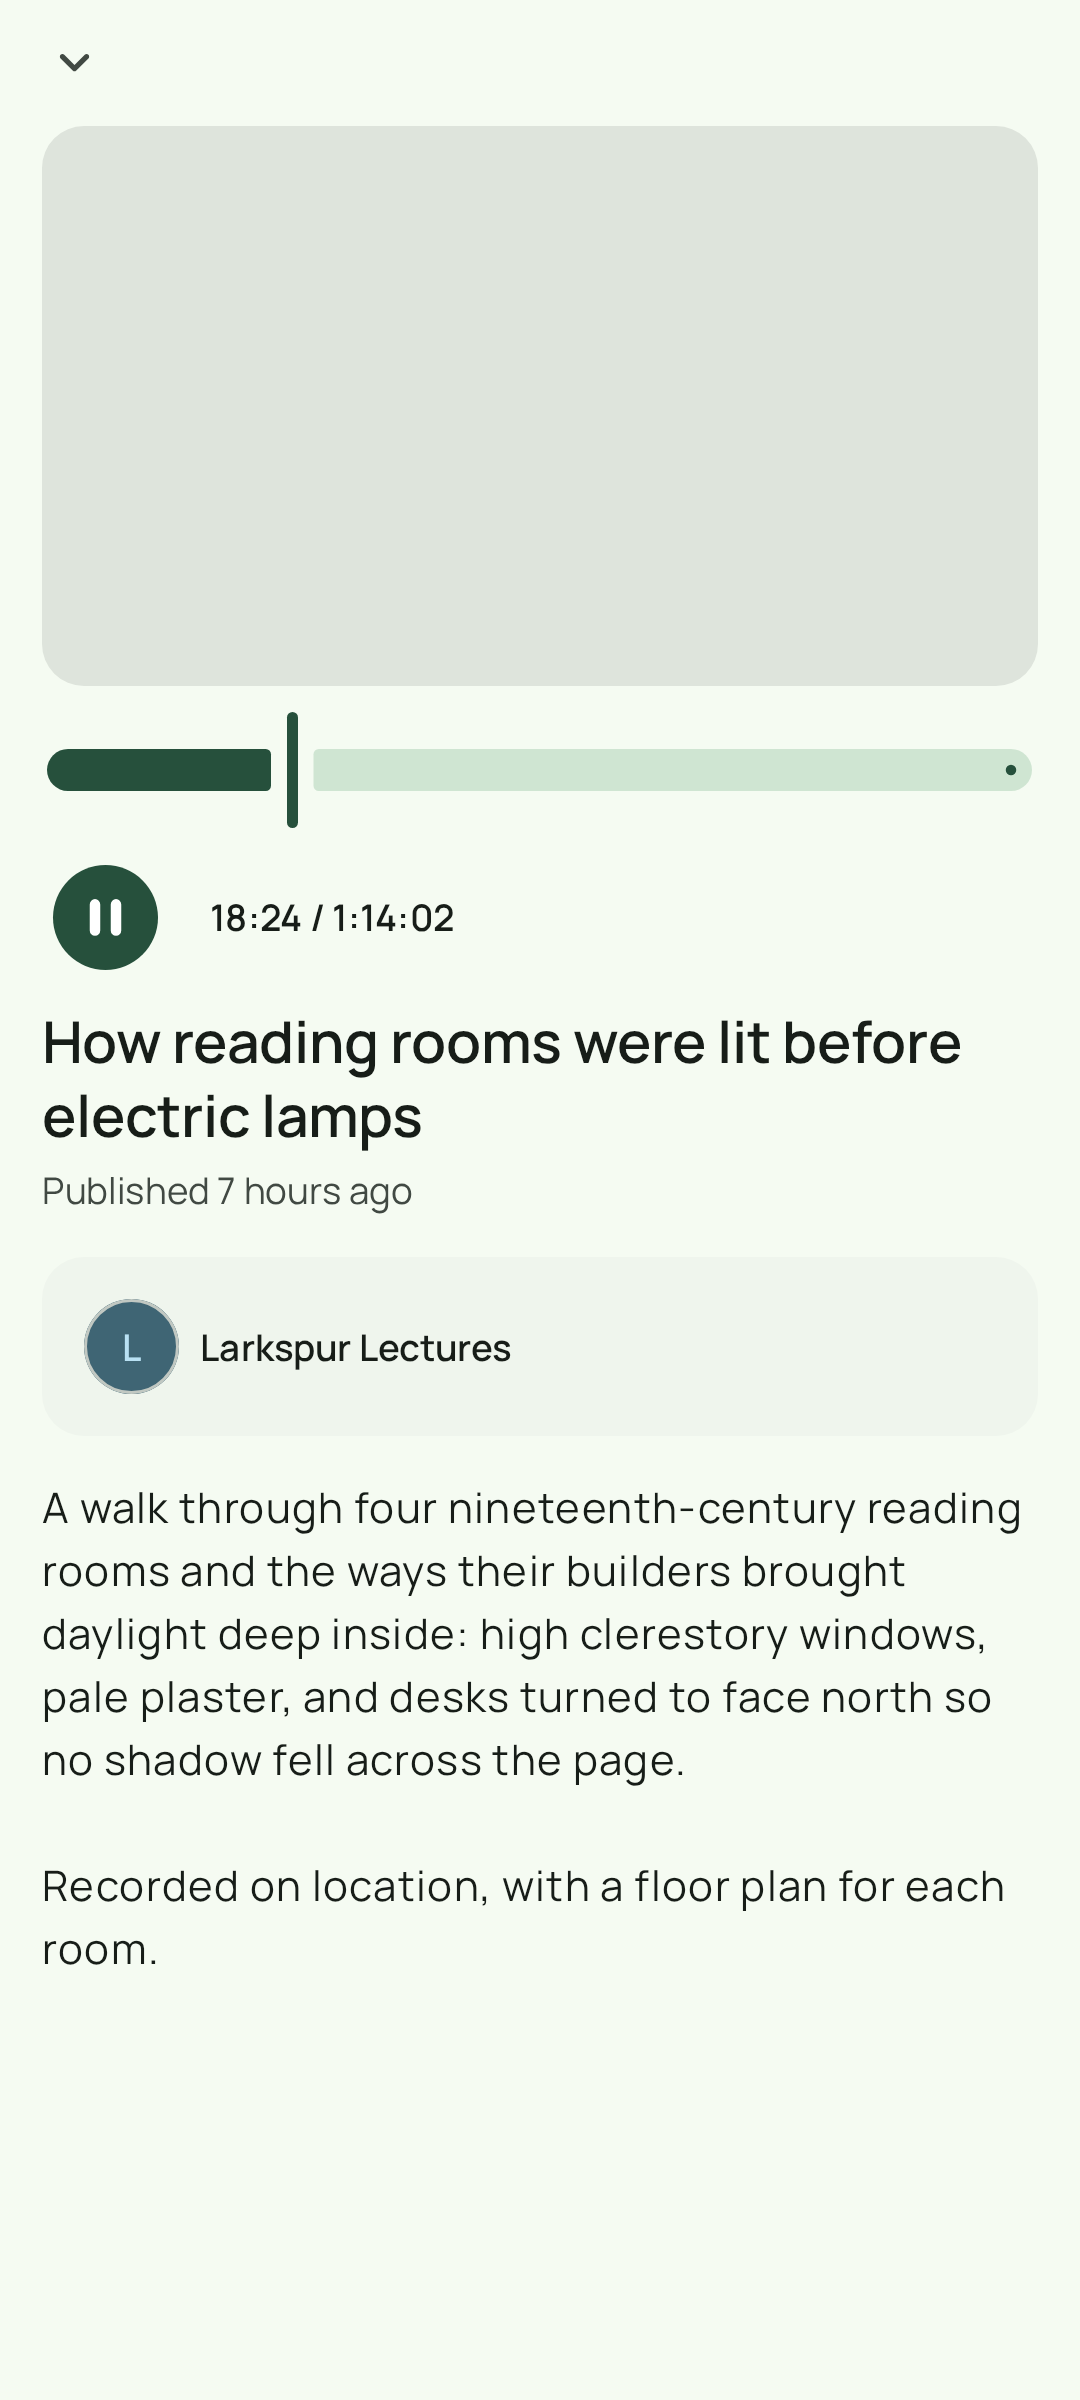 18:24 / 1:14:02
How reading rooms were lit before
electric lamps
Published 7 hours ago
L
Larkspur Lectures
A walk through four nineteenth-century reading
rooms and the ways their builders brought
daylight deep inside: high clerestory windows,
pale plaster, and desks turned to face north so
no shadow fell across the page.
Recorded on location, with a floor plan for each
room.